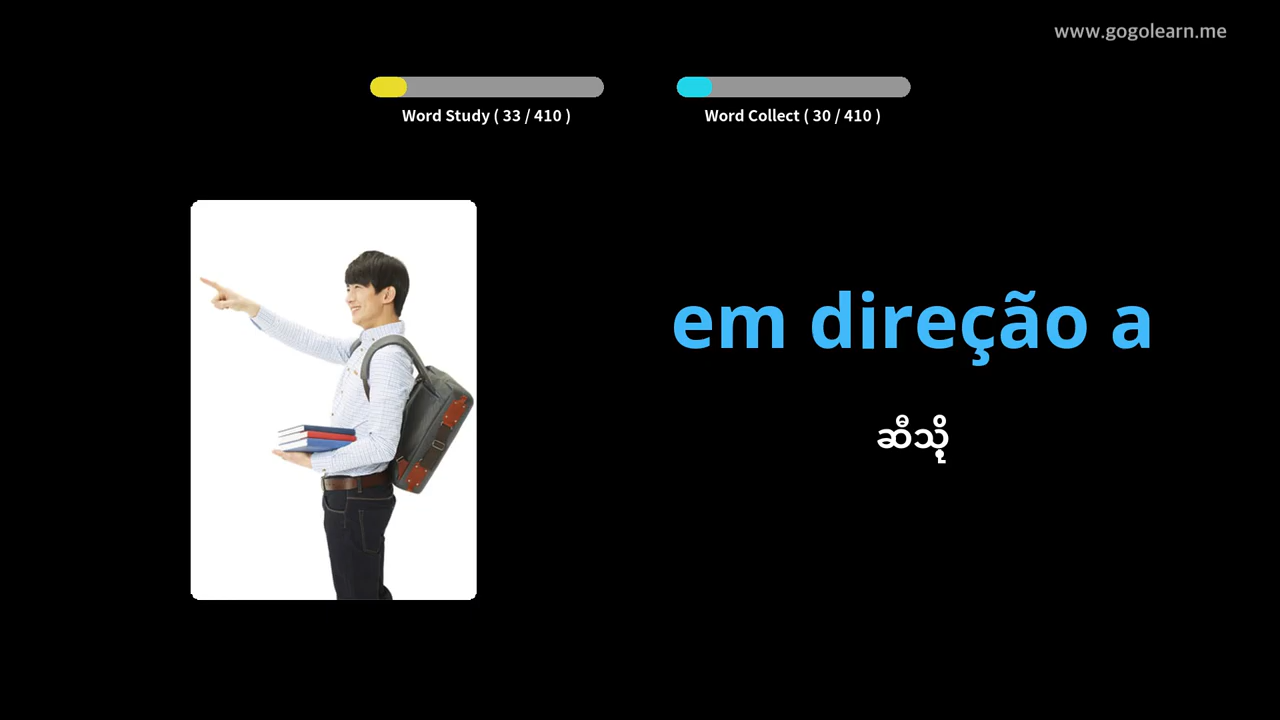 www.gogolearn.me
Word Study ( 33 / 410 )
Word Collect ( 30 / 410 )
em direção a
ဆီသို့